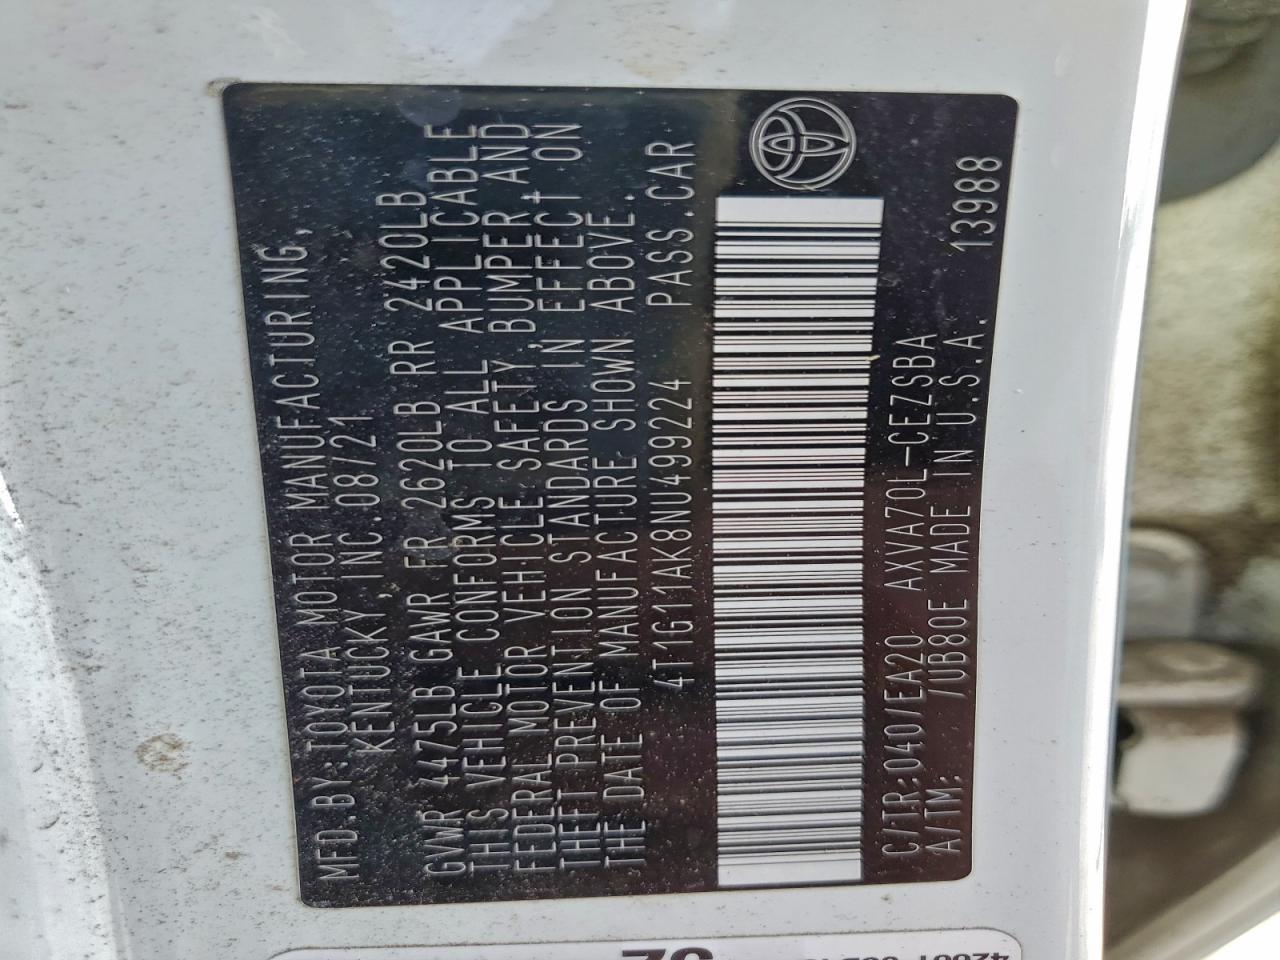 MFD.BY:TOYOTA MOTOR MANUFACTURING,
KENTUCKY, INC.08/21
GVWR 4475LB GAWR FR 2620LB RR 2420LB
THIS VEHICLE CONFORMS TO ALL APPLICABLE
FEDERAL MOTOR VEHICLE SAFETY,BUMPER,AND
THEFT PREVENTION STANDARDS IN EFFECT ON
THE DATE OF MANUFACTURE SHOWN ABOVE.
4T1G11AK8NU499224 PASS.CAR
C/TR:040/EA20 AXVA70L-CEZSBA
A/TM: /UB80E MADE IN U.S.A. 13988